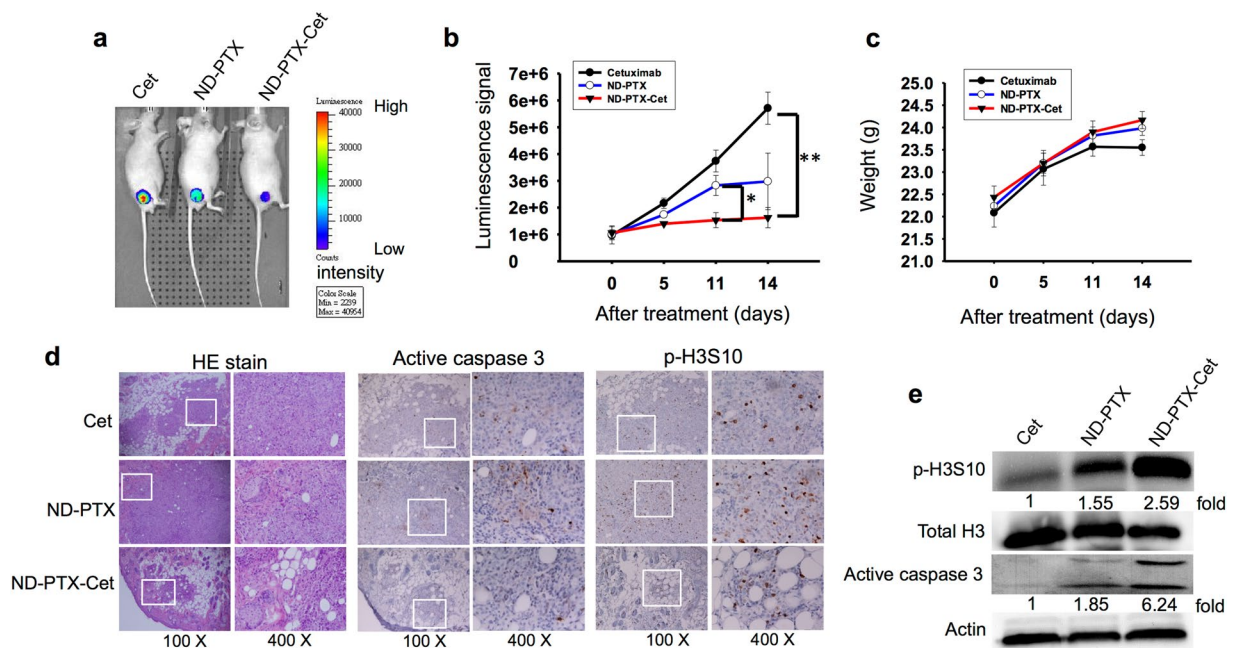 a
Cet
ND-PTX
ND-PTX-Cet
Luminescence
40000
30000
20000
10000
0
Counts
High
Low
intensity
Color Scale
Min = 2239
Max = 40954
b
Luminescence signal
7e+6
6e+6
5e+6
4e+6
3e+6
2e+6
1e+6
0
Cetuximab
ND-PTX
ND-PTX-Cet
*
**
0 5 11 14
After treatment (days)
c
Weight (g)
25.0
24.5
24.0
23.5
23.0
22.5
22.0
21.5
21.0
Cetuximab
ND-PTX
ND-PTX-Cet
0 5 11 14
After treatment (days)
d
HE stain
Active caspase 3
p-H3S10
Cet
ND-PTX
ND-PTX-Cet
100 X
400 X
100 X
400 X
100 X
400 X
e
Cet
ND-PTX
ND-PTX-Cet
p-H3S10
1 1.55 2.59 fold
Total H3
Active caspase 3
1 1.85 6.24 fold
Actin